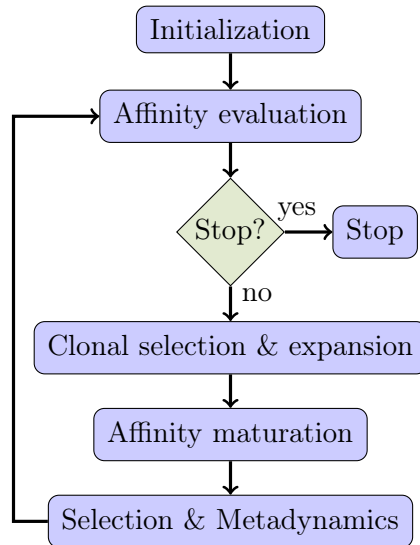 Initialization
Affinity evaluation
Stop?
yes
Stop
no
Clonal selection & expansion
Affinity maturation
Selection & Metadynamics